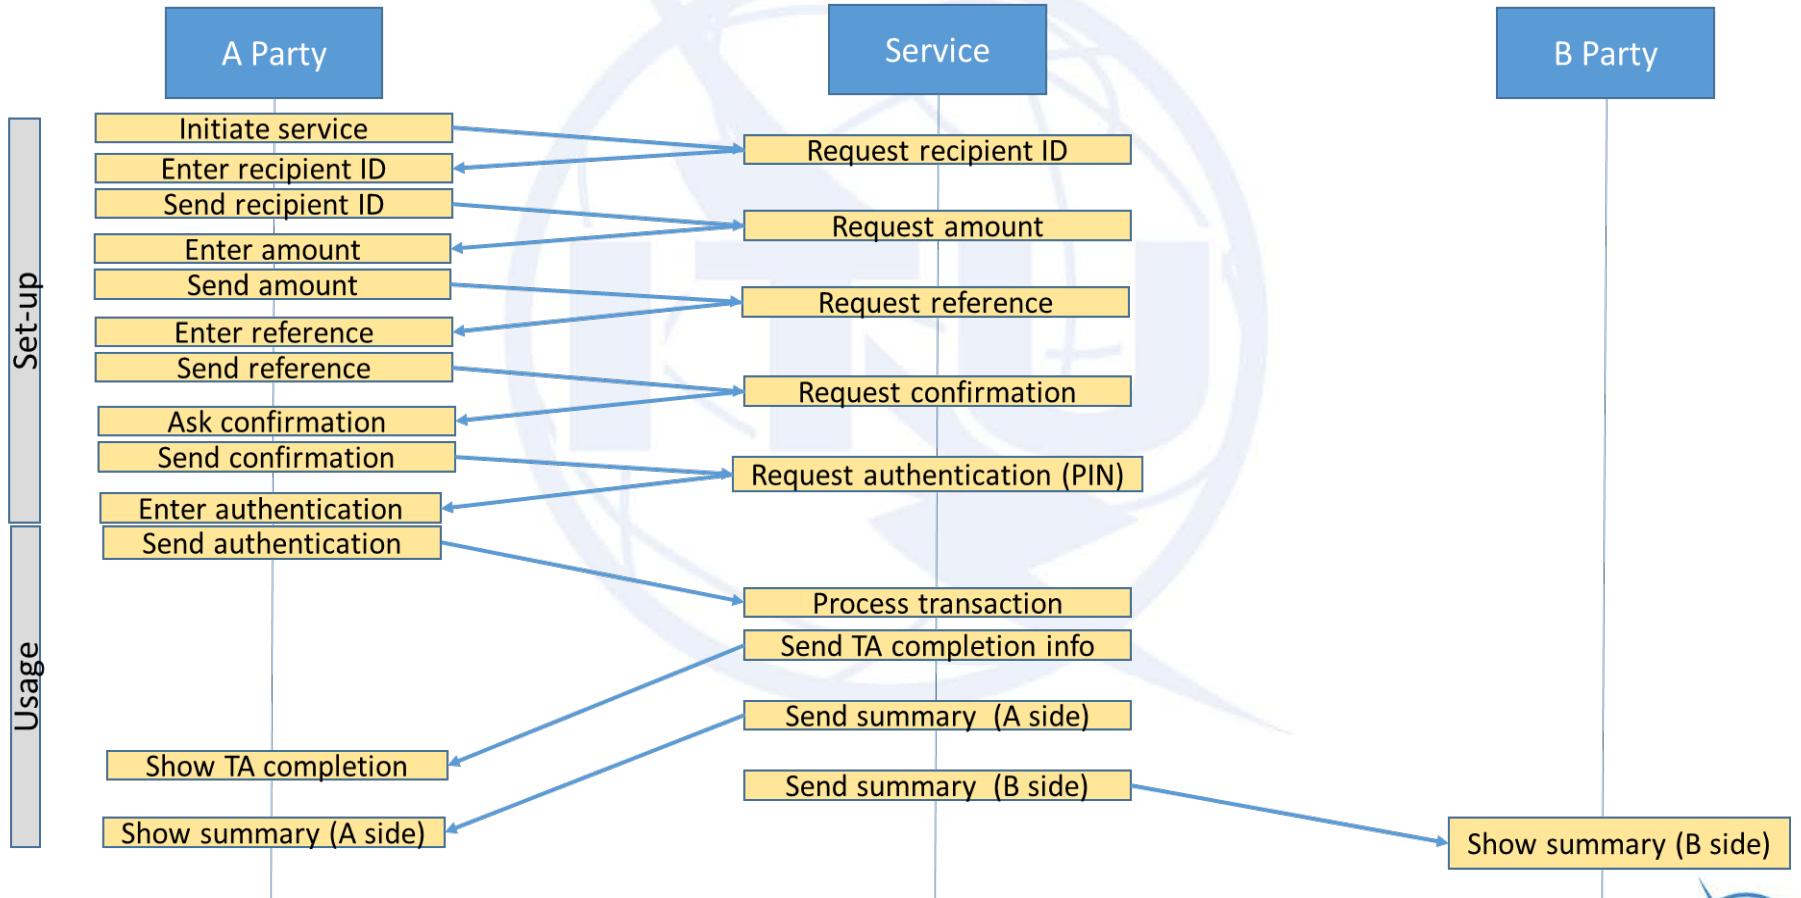 A Party
Service
B Party
Set-up
Initiate service
Request recipient ID
Enter recipient ID
Send recipient ID
Request amount
Enter amount
Send amount
Request reference
Enter reference
Send reference
Request confirmation
Ask confirmation
Send confirmation
Request authentication (PIN)
Enter authentication
Usage
Send authentication
Process transaction
Send TA completion info
Send summary  (A side)
Show TA completion
Send summary  (B side)
Show summary (A side)
Show summary (B side)
ITU